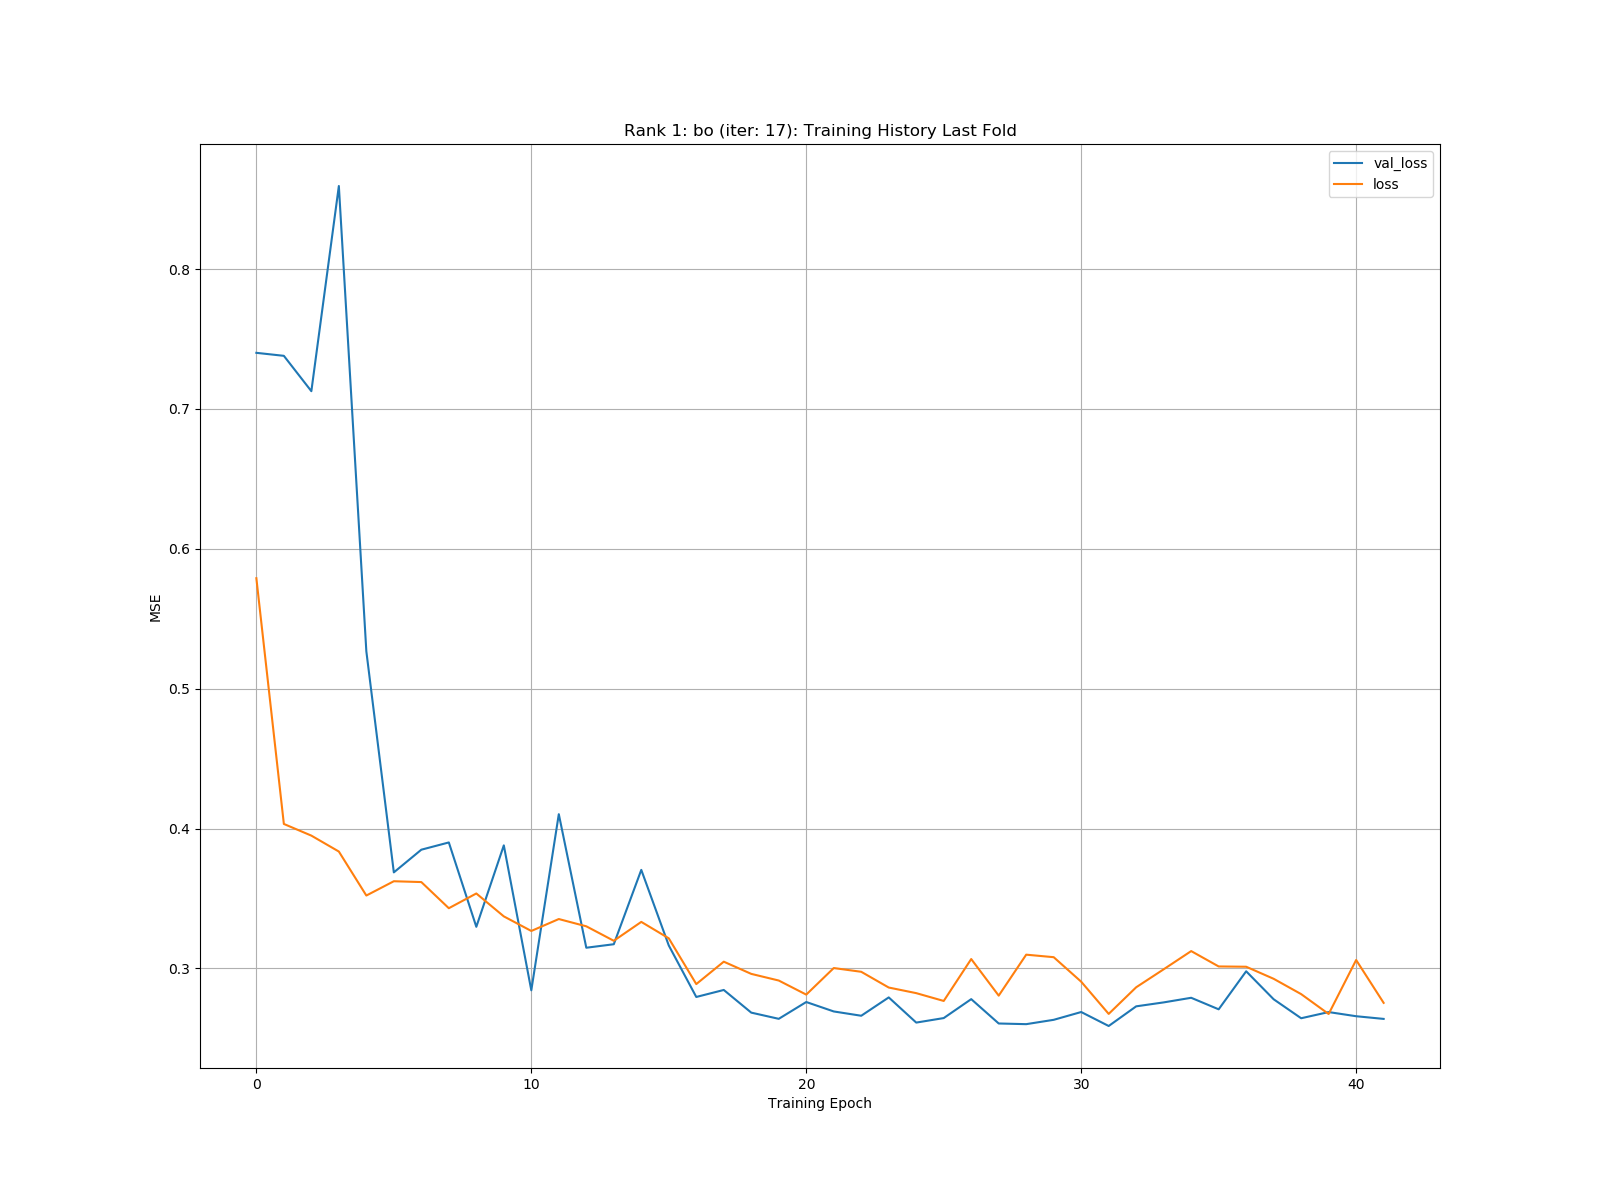 Rank 1: bo (iter: 17): Training History Last Fold
val_loss
loss
0.8
0.7
0.6
0.5
0.4
0.3
MSE
0 10 20 30 40
Training Epoch